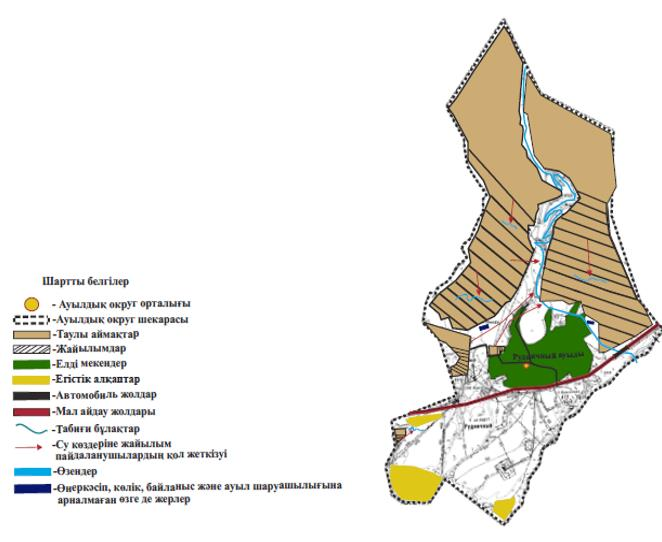 Шартты белгілер
- Ауылдық округ орталығы
-Ауылдық округ шекарасы
-Таулы аймақтар
-Жайылымдар
-Елді мекендер
-Егістік алқаптар
-Автомобиль жолдар
-Мал айдау жолдары
-Табиғи бұлақтар
-Су көздеріне жайылым
пайдаланушылардың қол жеткізуі
-Өзендер
-Өнеркәсіп, көлік, байланыс және ауыл шаруашылығына
арналмаған өзге де жерлер
Рудничный ауылы
Рудничный